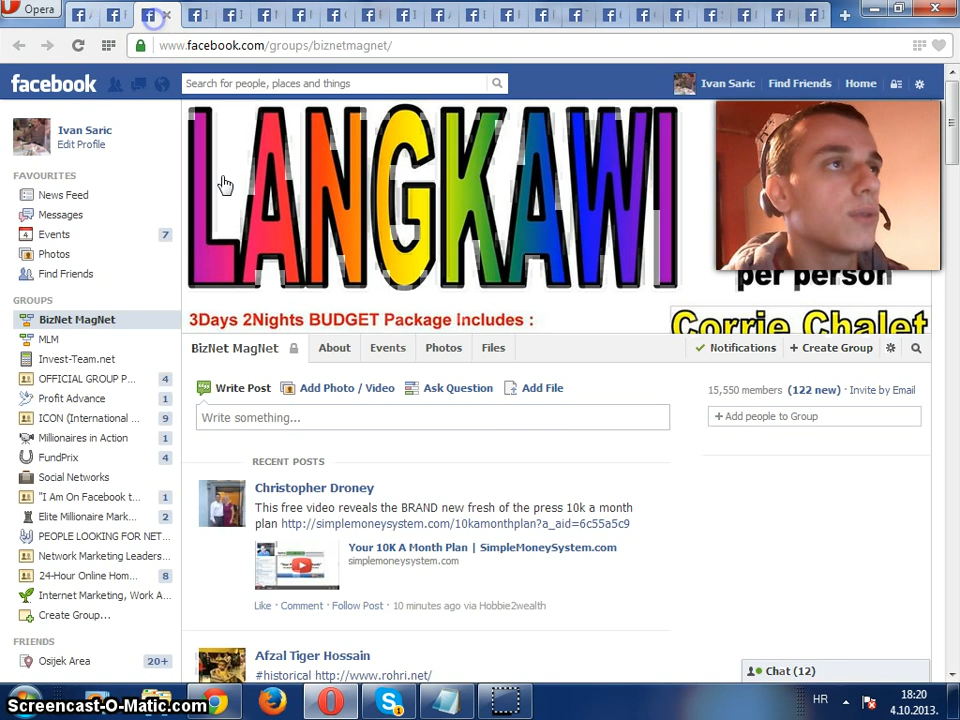 Opera
www.facebook.com/groups/biznetmagnet/
facebook
Search for people, places and things
Ivan Saric
Find Friends
Home
Ivan Saric
Edit Profile
FAVOURITES
News Feed
Messages
Events 7
Photos
Find Friends
GROUPS
BizNet MagNet
MLM
Invest-Team.net
OFFICIAL GROUP P... 4
Profit Advance 1
ICON (International ... 9
Millionaires in Action 1
FundPrix 4
Social Networks
"I Am On Facebook t... 1
Elite Millionaire Mark... 2
PEOPLE LOOKING FOR NET...
Network Marketing Leaders...
24-Hour Online Hom... 8
Internet Marketing, Work A...
Create Group...
FRIENDS
Osijek Area 20+
LANGKAWI
per person
3Days 2Nights BUDGET Package includes :
Corrie Chalet
BizNet MagNet
About
Events
Photos
Files
Notifications
+ Create Group
Write Post
Add Photo / Video
Ask Question
Add File
Write something...
15,550 members (122 new) · Invite by Email
+ Add people to Group
RECENT POSTS
Christopher Droney
This free video reveals the BRAND new fresh of the press 10k a month
plan http://simplemoneysystem.com/10kamonthplan?a_aid=6c55a5c9
Your 10K A Month Plan | SimpleMoneySystem.com
simplemoneysystem.com
Like · Comment · Follow Post · 10 minutes ago via Hobbie2wealth
Afzal Tiger Hossain
#historical http://www.rohri.net/
Chat (12)
Screencast-O-Matic.com
HR
18:20
4.10.2013.